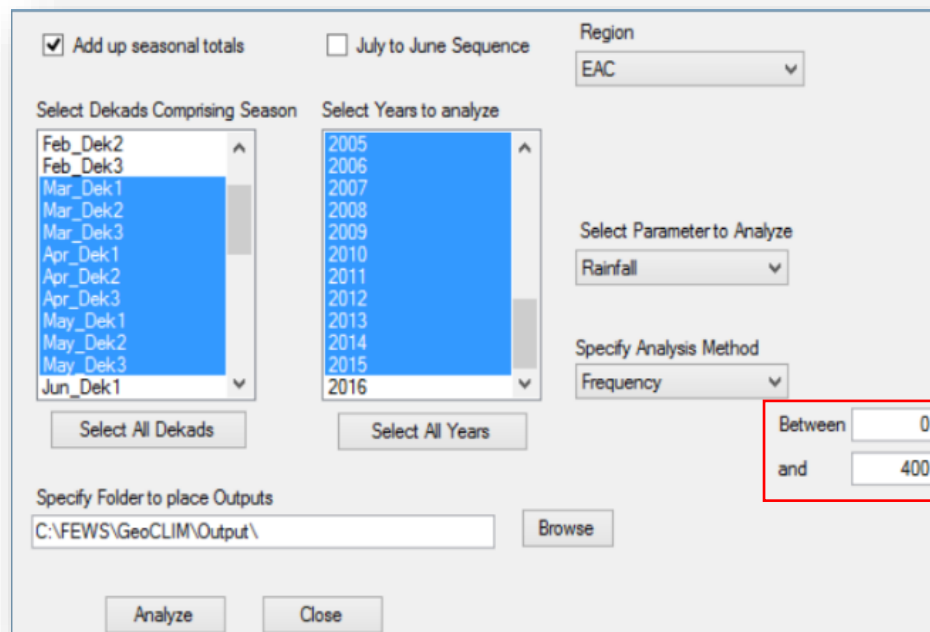 Add up seasonal totals
July to June Sequence
Region
EAC
Select Dekads Comprising Season
Feb_Dek2
Feb_Dek3
Mar_Dek1
Mar_Dek2
Mar_Dek3
Apr_Dek1
Apr_Dek2
Apr_Dek3
May_Dek1
May_Dek2
May_Dek3
Jun_Dek1
Select All Dekads
Select Years to analyze
2005
2006
2007
2008
2009
2010
2011
2012
2013
2014
2015
2016
Select All Years
Select Parameter to Analyze
Rainfall
Specify Analysis Method
Frequency
Between 0
and 400
Specify Folder to place Outputs
C:\FEWS\GeoCLIM\Output\
Browse
Analyze
Close